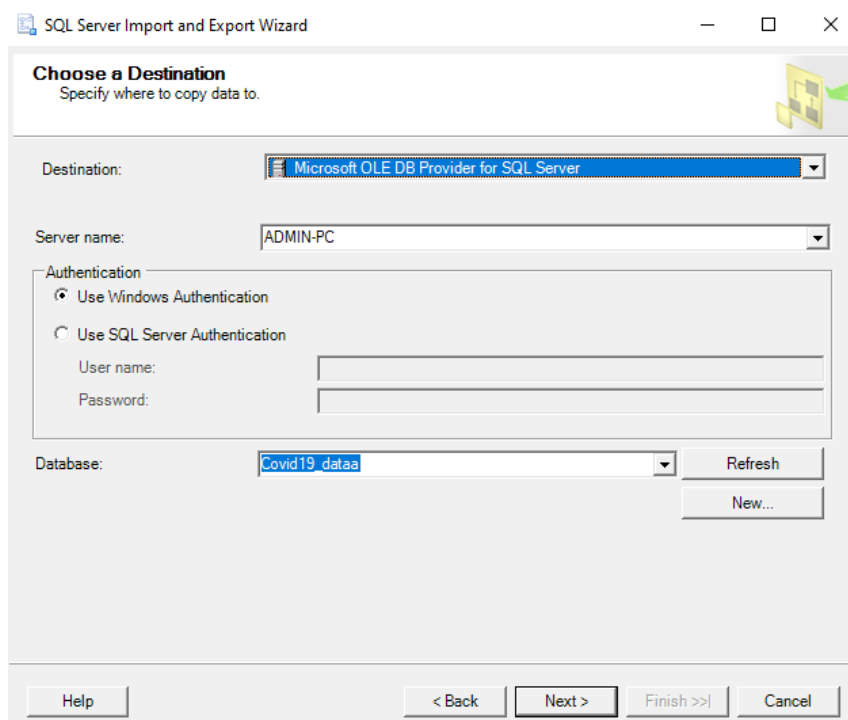 SQL Server Import and Export Wizard
Choose a Destination
Specify where to copy data to.
Destination:
Microsoft OLE DB Provider for SQL Server
Server name:
ADMIN-PC
Authentication
Use Windows Authentication
Use SQL Server Authentication
User name:
Password:
Database:
Covid19_dataa
Refresh
New...
Help
< Back
Next >
Finish >>|
Cancel